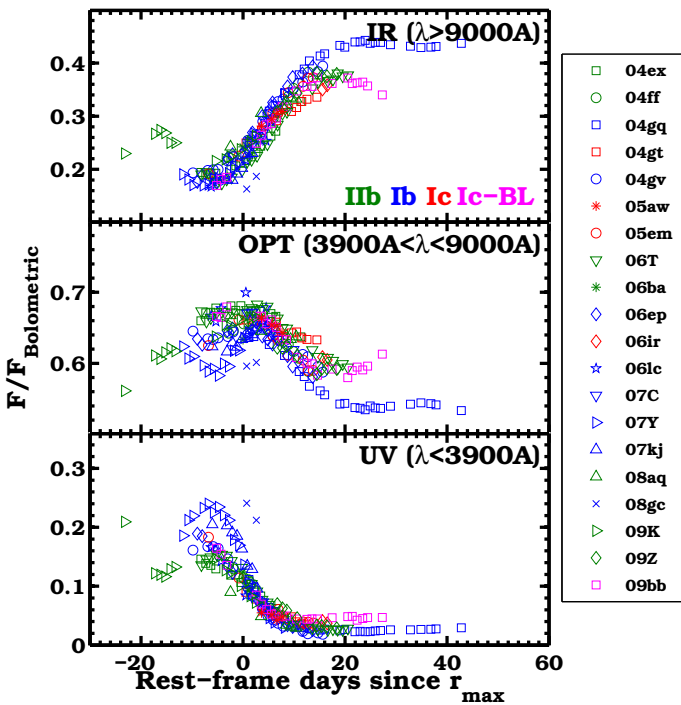 IR (λ>9000A)
0.4
0.3
0.2
IIb Ib Ic Ic−BL
OPT (3900A<λ<9000A)
0.7
0.6
F/F_Bolometric
UV (λ<3900A)
0.3
0.2
0.1
0
−20 0 20 40 60
Rest−frame days since r_max
04ex
04ff
04gq
04gt
04gv
05aw
05em
06T
06ba
06ep
06ir
06lc
07C
07Y
07kj
08aq
08gc
09K
09Z
09bb